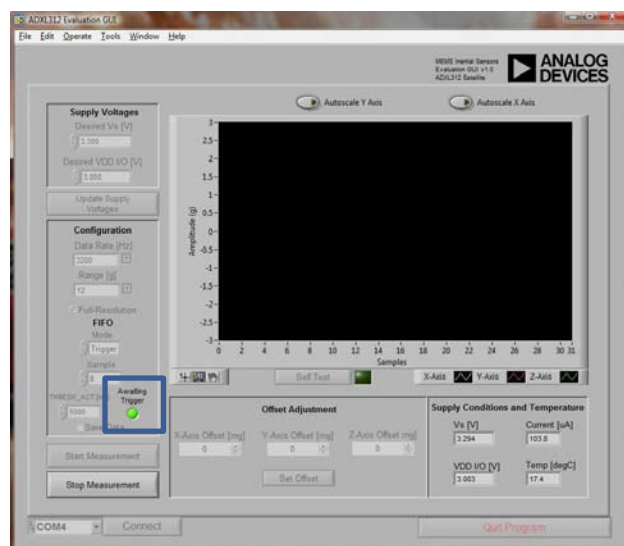 ADXL312 Evaluation GUI
File Edit Operate Tools Window Help
MEMS Inertial Sensors
Evaluation GUI v1.0
ADXL312 Satellite
ANALOG
DEVICES
Autoscale Y Axis
Autoscale X Axis
Supply Voltages
Desired Vs [V]
3.300
Desired VDD I/O [V]
3.000
Update Supply
Voltages
Configuration
Data Rate [Hz]
3200
Range [g]
12
Full-Resolution
FIFO
Mode
Trigger
Sample
8
Awaiting
Trigger
Save Data
Start Measurement
Stop Measurement
Amplitude (g)
3
2.5
2
1.5
1
0.5
0
-0.5
-1
-1.5
-2
-2.5
-3
0 2 4 6 8 10 12 14 16 18 20 22 24 26 28 30 31
Samples
Self Test
X-Axis Y-Axis Z-Axis
Offset Adjustment
X-Axis Offset [mg] Y-Axis Offset [mg] Z-Axis Offset [mg]
0 0 0
Set Offset
Supply Conditions and Temperature
Vs [V] Current [uA]
3.294 103.8
VDD I/O [V] Temp [degC]
3.003 17.4
COM4 Connect
Quit Program